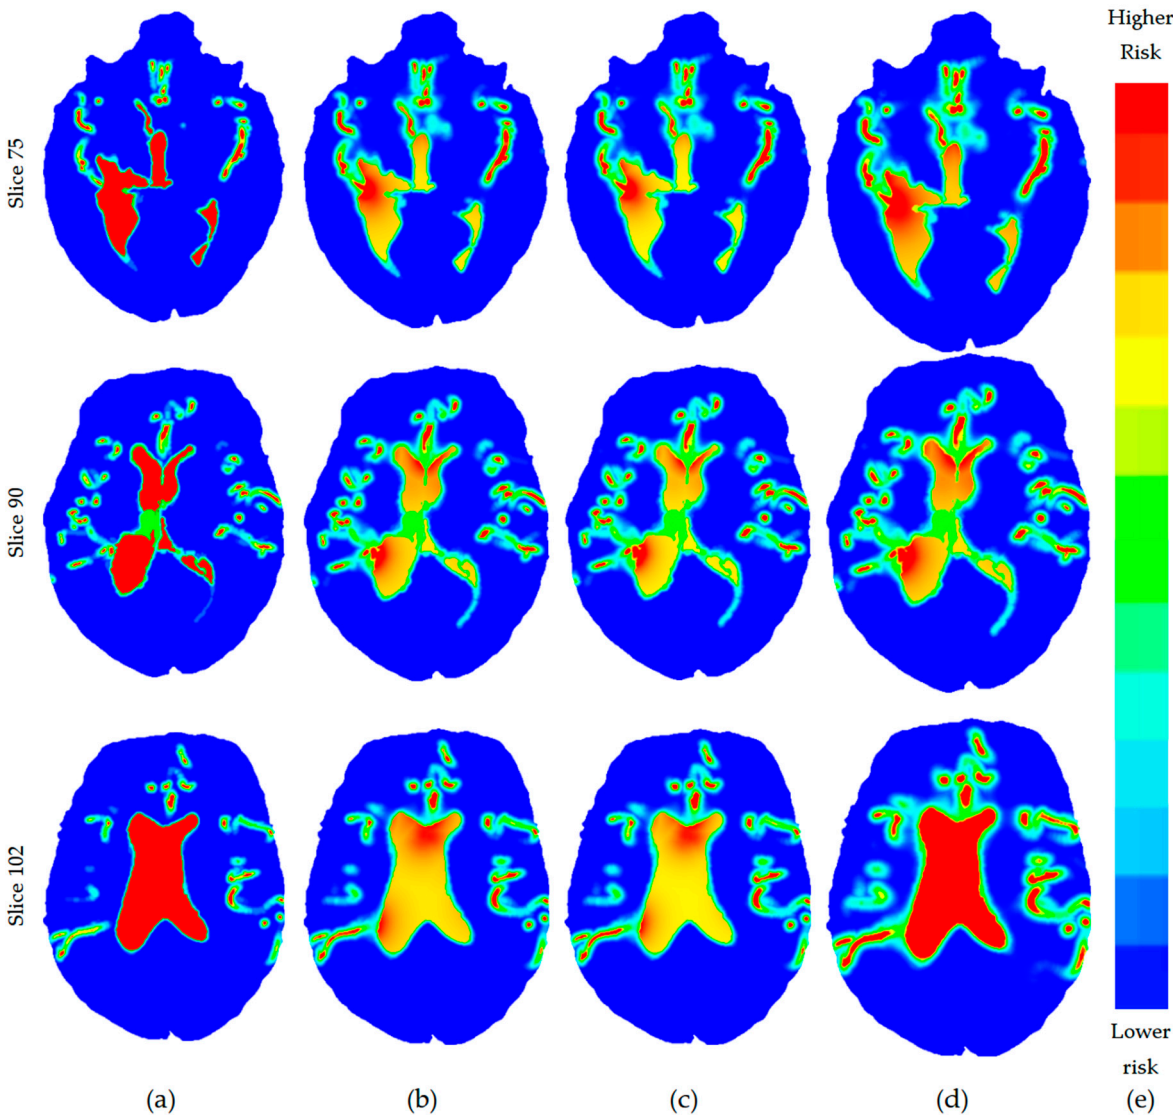 Higher
Risk
Slice 75
Slice 90
Slice 102
Lower
risk
(a)
(b)
(c)
(d)
(e)